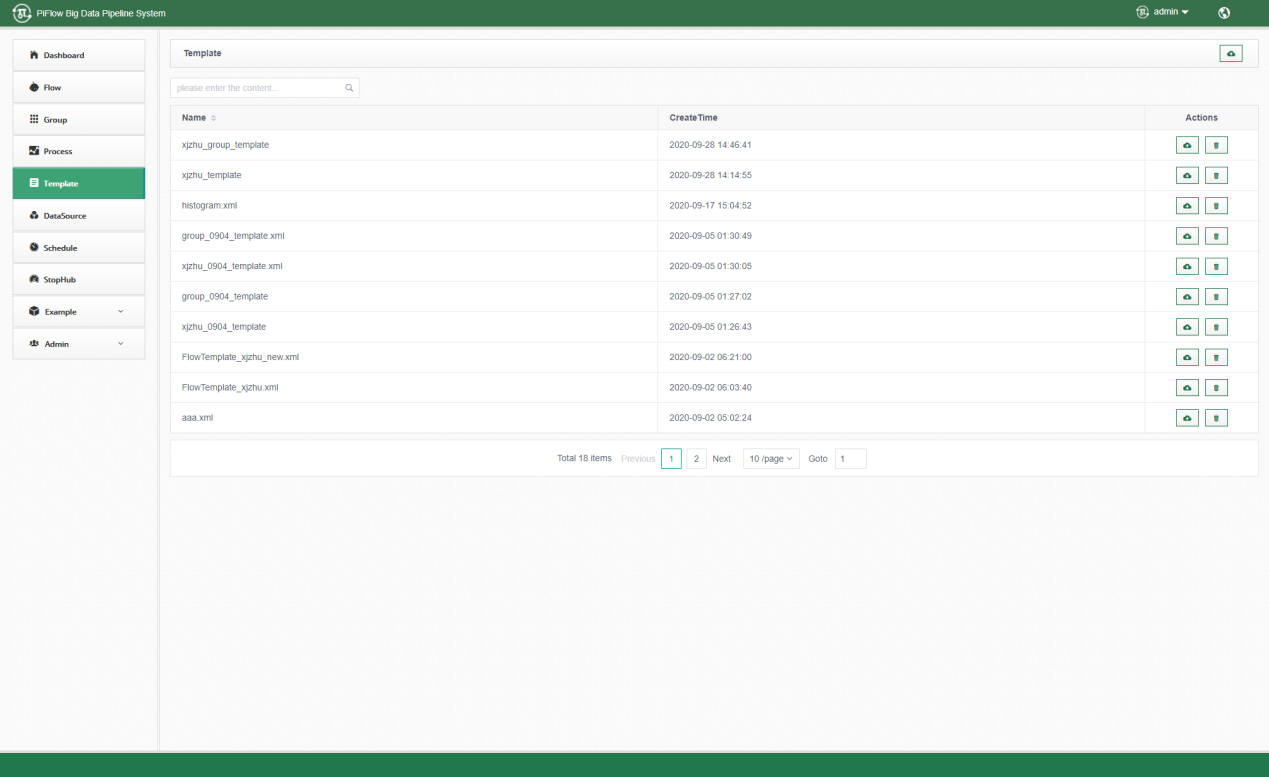 PiFlow Big Data Pipeline System
admin
Dashboard
Flow
Group
Process
Template
DataSource
Schedule
StopHub
Example
Admin
Template
please enter the content...
Name CreateTime Actions
xjzhu_group_template 2020-09-28 14:46:41
xjzhu_template 2020-09-28 14:14:55
histogram.xml 2020-09-17 15:04:52
group_0904_template.xml 2020-09-05 01:30:49
xjzhu_0904_template.xml 2020-09-05 01:30:05
group_0904_template 2020-09-05 01:27:02
xjzhu_0904_template 2020-09-05 01:26:43
FlowTemplate_xjzhu_new.xml 2020-09-02 06:21:00
FlowTemplate_xjzhu.xml 2020-09-02 06:03:40
aaa.xml 2020-09-02 05:02:24
Total 18 items Previous 1 2 Next 10 /page Goto 1